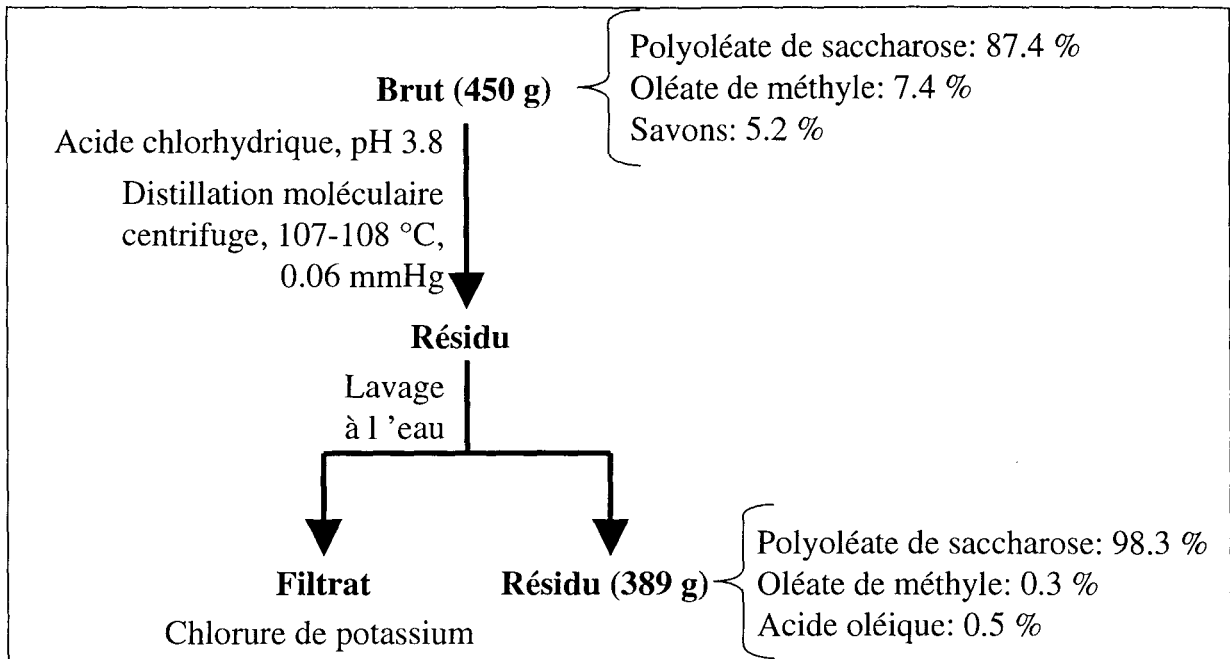 Brut (450 g)
Polyoléate de saccharose: 87.4 %
Oléate de méthyle: 7.4 %
Savons: 5.2 %
Acide chlorhydrique, pH 3.8
Distillation moléculaire
centrifuge, 107-108 °C,
0.06 mmHg
Résidu
Lavage
à l ’eau
Filtrat
Chlorure de potassium
Résidu (389 g)
Polyoléate de saccharose: 98.3 %
Oléate de méthyle: 0.3 %
Acide oléique: 0.5 %